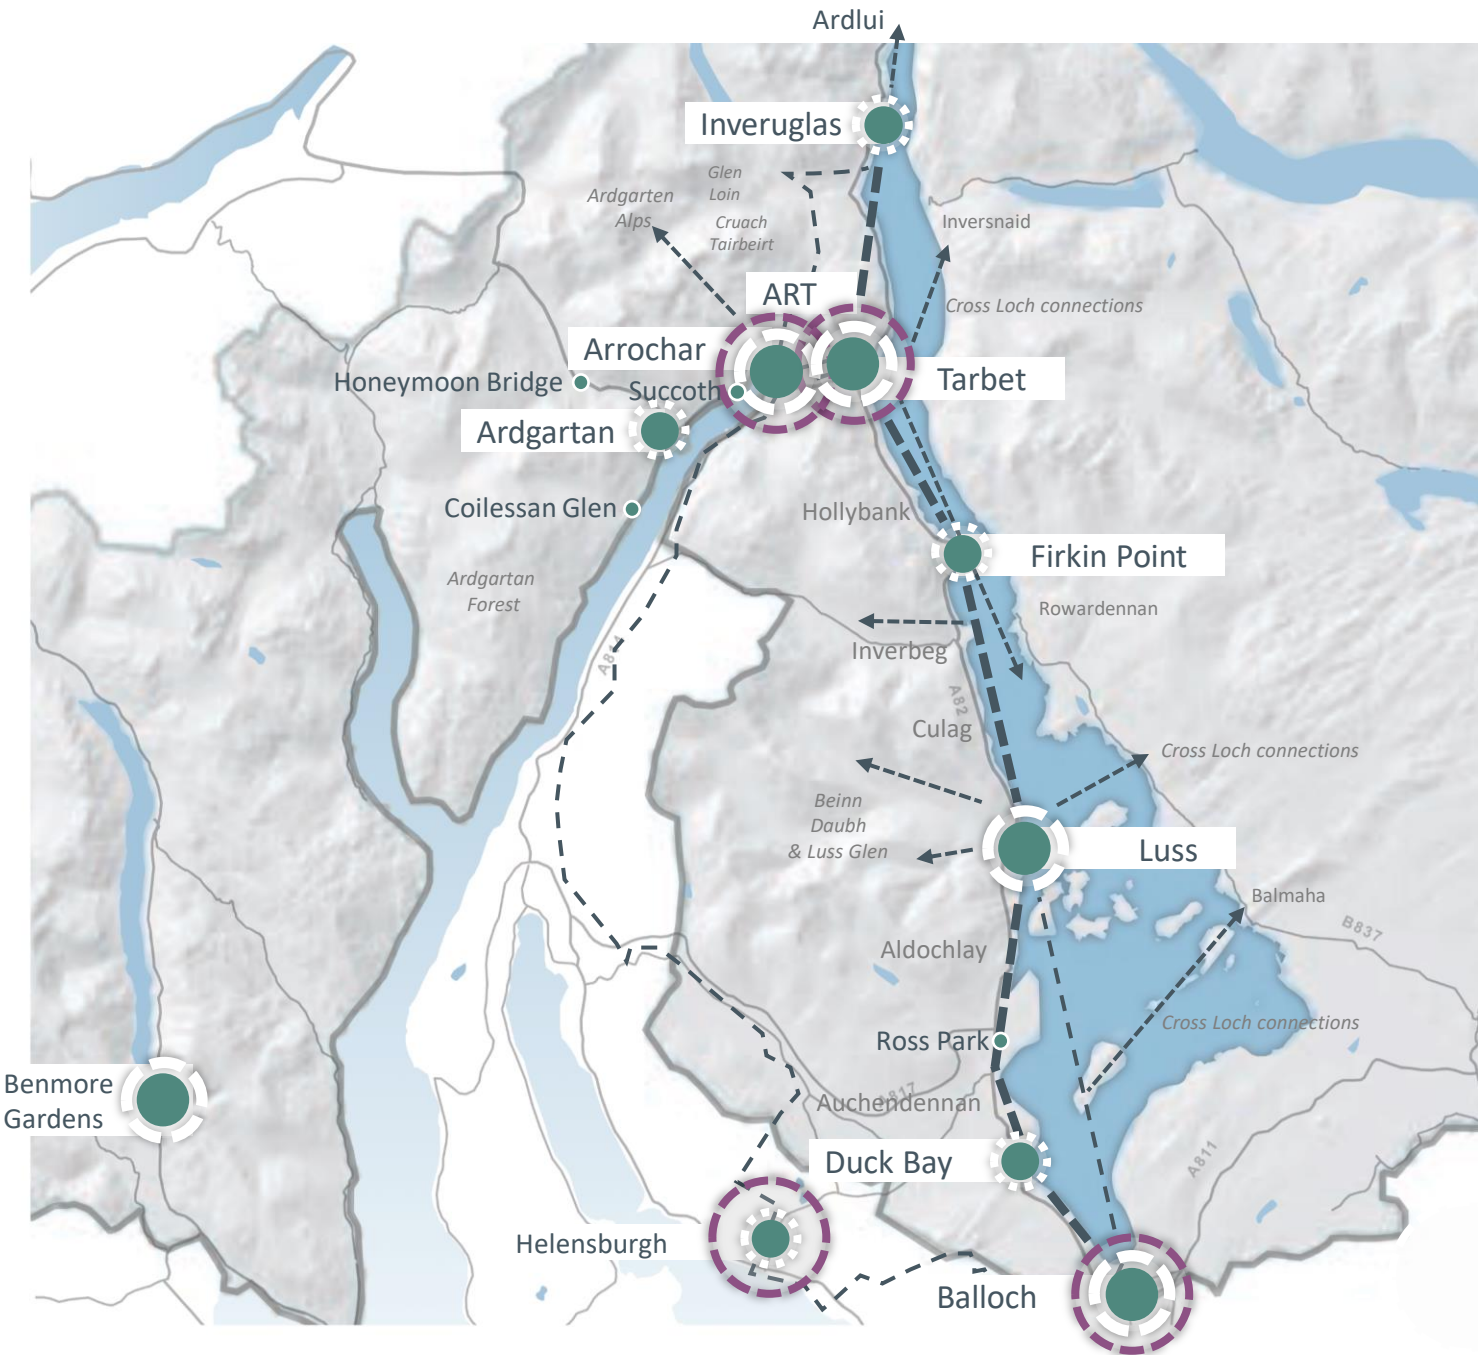 Ardlui
Inveruglas
Glen
Loin
Ardgarten
Alps
Cruach
Tairbeirt
Inversnaid
ART
Cross Loch connections
Arrochar
Honeymoon Bridge
Succoth
Tarbet
Ardgartan
Coilessan Glen
Hollybank
Firkin Point
Ardgartan
Forest
Rowardennan
A814
Inverbeg
A82
Culag
Cross Loch connections
Beinn
Daubh
& Luss Glen
Luss
Balmaha
B837
Aldochlay
Cross Loch connections
Ross Park
Benmore
Gardens
A817
Auchendennan
A811
Duck Bay
Helensburgh
Balloch